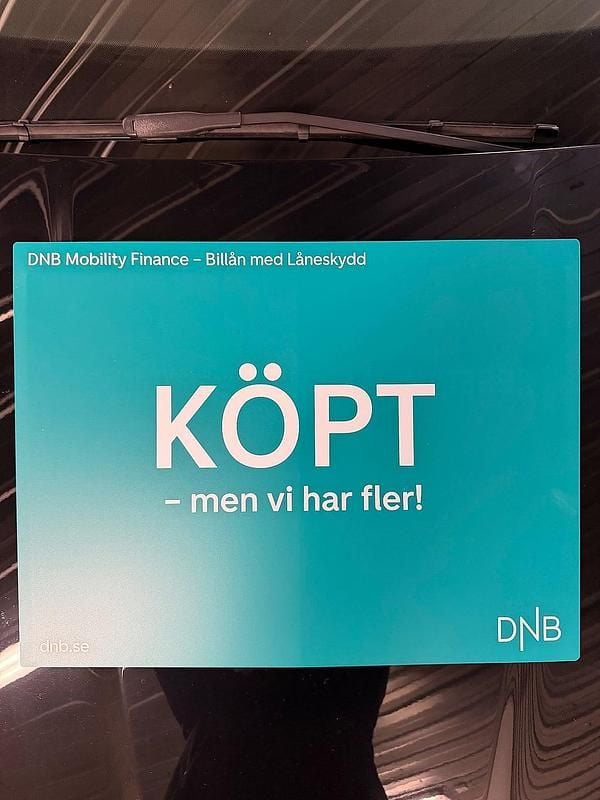 DNB Mobility Finance – Billån med Låneskydd
KÖPT
– men vi har fler!
dnb.se
DNB